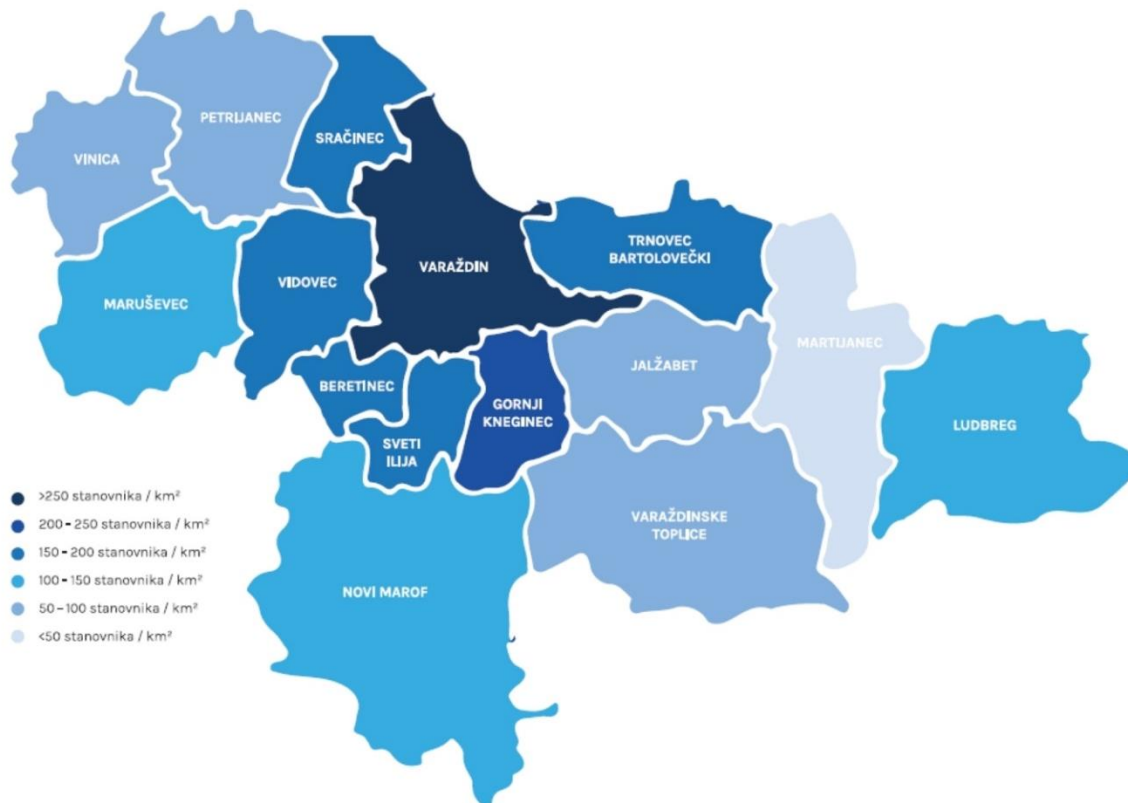 PETRIJANEC
SRAČINEC
VINICA
TRNOVEC
BARTOLOVEČKI
VARAŽDIN
VIDOVEC
MARUŠEVEC
MARTIJANEC
JALŽABET
BERETINEC
GORNJI
KNEGINEC
LUDBREG
SVETI
ILIJA
VARAŽDINSKE
TOPLICE
NOVI MAROF
>250 stanovnika / km²
200 – 250 stanovnika / km²
150 – 200 stanovnika / km²
100 – 150 stanovnika / km²
50 – 100 stanovnika / km²
<50 stanovnika / km²